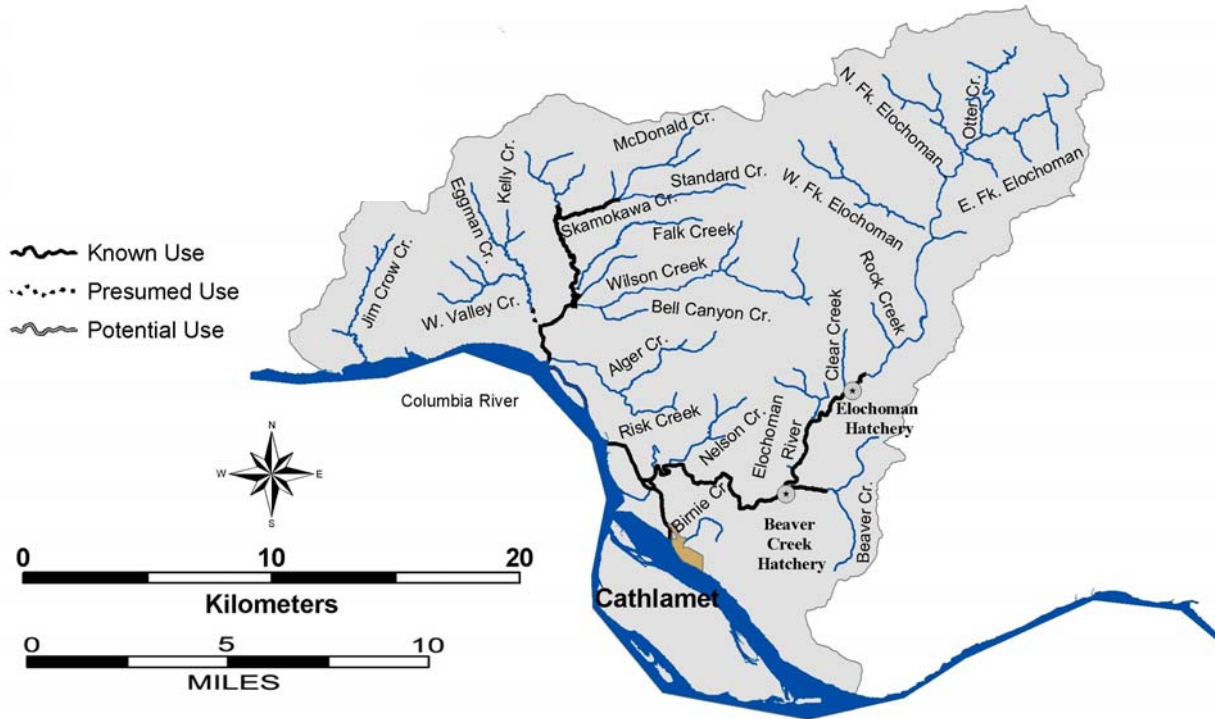 McDonald Cr.
N. Fk. Elochoman
Otter Cr.
Kelly Cr.
Eggman Cr.
Standard Cr.
W. Fk. Elochoman
E. Fk. Elochoman
Skamokawa Cr.
Known Use
Falk Creek
Jim Crow Cr.
Presumed Use
Wilson Creek
Rock Creek
W. Valley Cr.
Bell Canyon Cr.
Potential Use
Clear Creek
Alger Cr.
Columbia River
Elochoman
Hatchery
Risk Creek
Nelson Cr.
Elochoman
River
N
W
E
S
Birnie Cr
Beaver Cr.
Beaver
Creek
Hatchery
0 10 20
Kilometers
Cathlamet
0 5 10
MILES